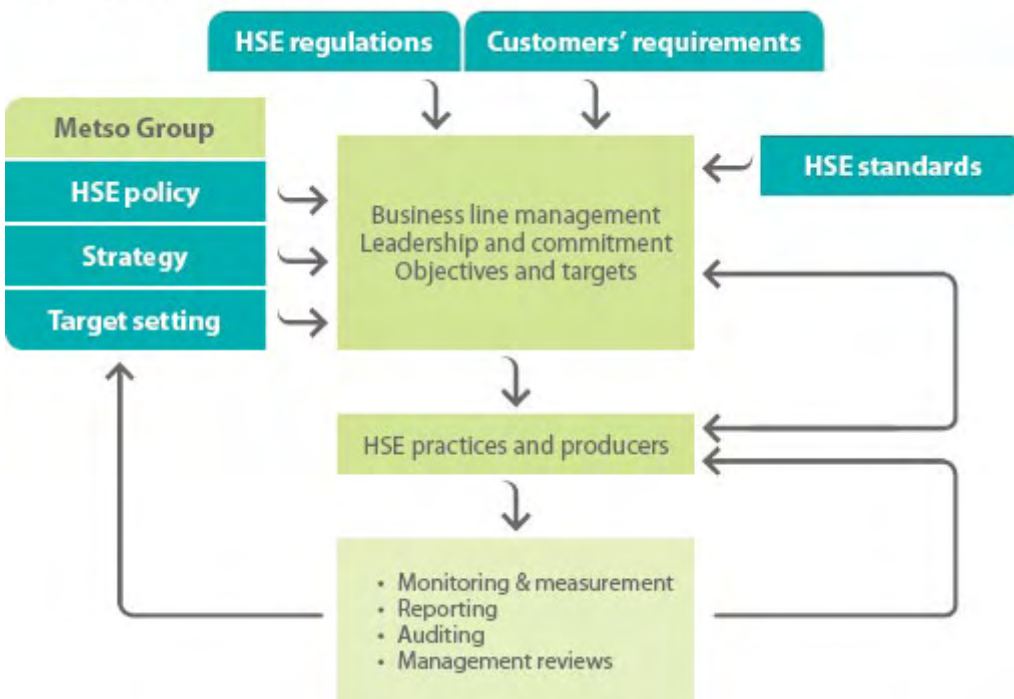 HSE regulations
Customers’ requirements
Metso Group
HSE policy
Strategy
Target setting
HSE standards
Business line management
Leadership and commitment
Objectives and targets
HSE practices and producers
• Monitoring & measurement
• Reporting
• Auditing
• Management reviews